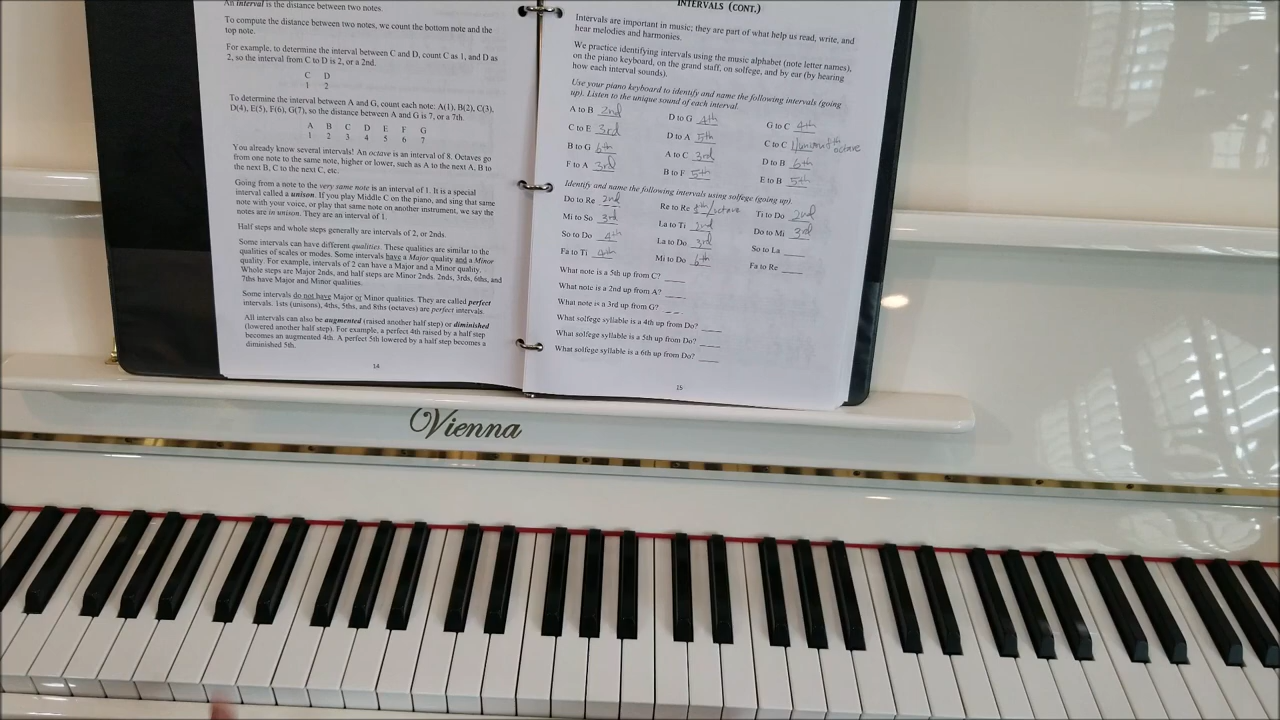 An interval is the distance between two notes.
To compute the distance between two notes, we count the bottom note and the
top note.
For example, to determine the interval between C and D, count C as 1, and D as
2, so the interval from C to D is 2, or a 2nd.
C D
1 2
To determine the interval between A and G, count each note: A(1), B(2), C(3),
D(4), E(5), F(6), G(7), so the distance between A and G is 7, or a 7th.
A B C D E F G
1 2 3 4 5 6 7
You already know several intervals! An octave is an interval of 8. Octaves go
from one note to the same note, higher or lower, such as A to the next A, B to
the next B, C to the next C, etc.
Going from a note to the very same note is an interval of 1. It is a special
interval called a unison. If you play Middle C on the piano, and sing that same
note with your voice, or play that same note on another instrument, we say the
notes are in unison. They are an interval of 1.
Half steps and whole steps generally are intervals of 2, or 2nds.
Some intervals can have different qualities. These qualities are similar to the
qualities of scales or modes. Some intervals have a Major quality and a Minor
quality. For example, intervals of 2 can have a Major and a Minor quality.
Whole steps are Major 2nds, and half steps are Minor 2nds. 2nds, 3rds, 6ths, and
7ths have Major and Minor qualities.
Some intervals do not have Major or Minor qualities. They are called perfect
intervals. 1sts (unisons), 4ths, 5ths, and 8ths (octaves) are perfect intervals.
All intervals can also be augmented (raised another half step) or diminished
(lowered another half step). For example, a perfect 4th raised by a half step
becomes an augmented 4th. A perfect 5th lowered by a half step becomes a
diminished 5th.
14
INTERVALS (CONT.)
Intervals are important in music; they are part of what help us read, write, and
hear melodies and harmonies.
We practice identifying intervals using the music alphabet (note letter names),
on the piano keyboard, on the grand staff, on solfege, and by ear (by hearing
how each interval sounds).
Use your piano keyboard to identify and name the following intervals (going
up). Listen to the unique sound of each interval.
A to B 2nd D to G 4th G to C 4th
C to E 3rd D to A 5th C to C unison/8th octave
B to G 6th A to C 3rd D to B 6th
F to A 3rd B to F 5th E to B 5th
Identify and name the following intervals using solfege (going up).
Do to Re 2nd Re to Re 8th/octave Ti to Do 2nd
Mi to So 3rd La to Ti 2nd Do to Mi 3rd
So to Do 4th La to Do 3rd So to La ____
Fa to Ti 4th Mi to Do 6th Fa to Re ____
What note is a 5th up from C? ____
What note is a 2nd up from A? ____
What note is a 3rd up from G? ____
What solfege syllable is a 4th up from Do? ____
What solfege syllable is a 5th up from Do? ____
What solfege syllable is a 6th up from Do? ____
15
Vienna